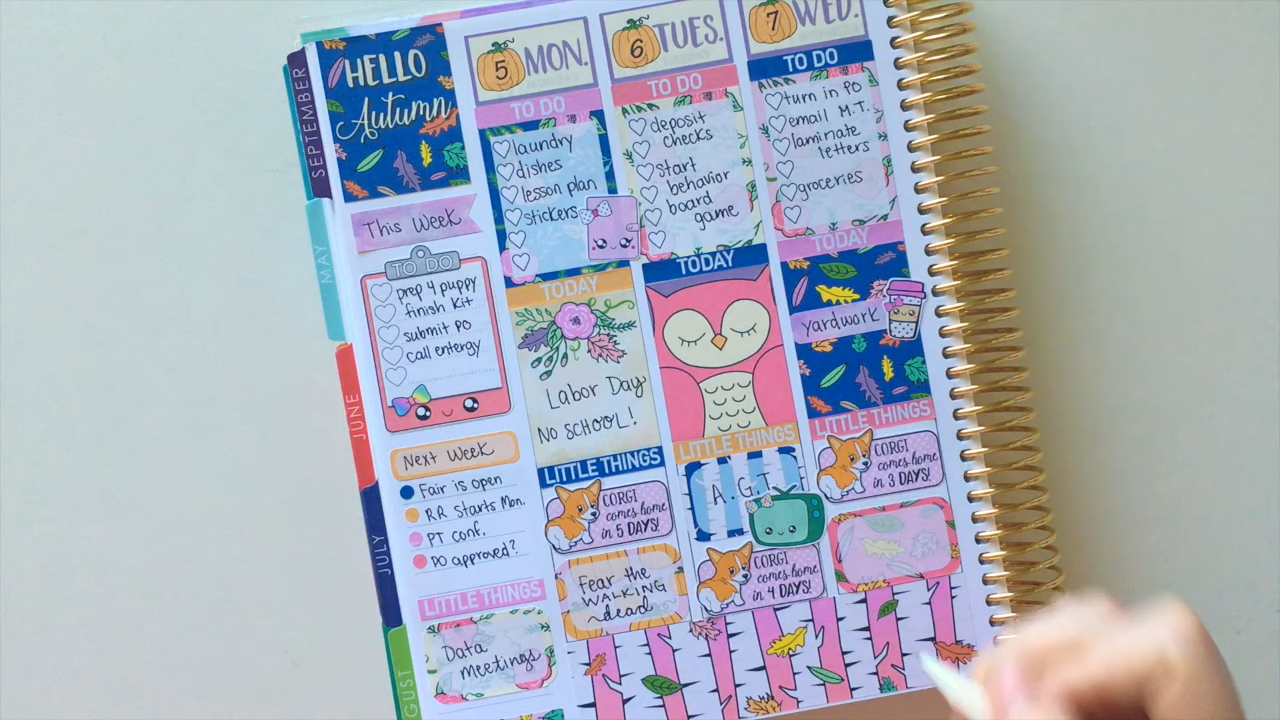 SEPTEMBER
MAY
JUNE
JULY
GUST
HELLO
Autumn
This Week
TO DO
prep 4 puppy
finish kit
submit PO
call entergy
Next Week
Fair is open
RR Starts Mon.
PT conf.
PO approved?
LITTLE THINGS
Data
meetings
5 MON.
TO DO
laundry
dishes
lesson plan
stickers
TODAY
Labor Day
NO SCHOOL!
LITTLE THINGS
CORGI
comes home
in 5 DAYS!
Fear the
WALKING
~dead
6 TUES.
TO DO
deposit
checks
start
behavior
board
game
TODAY
LITTLE THINGS
A.G.T.
CORGI
comes home
in 4 DAYS!
7 WED.
TO DO
turn in PO
email M.T.
laminate
letters
groceries
TODAY
yardwork
LITTLE THINGS
CORGI
comes home
in 3 DAYS!